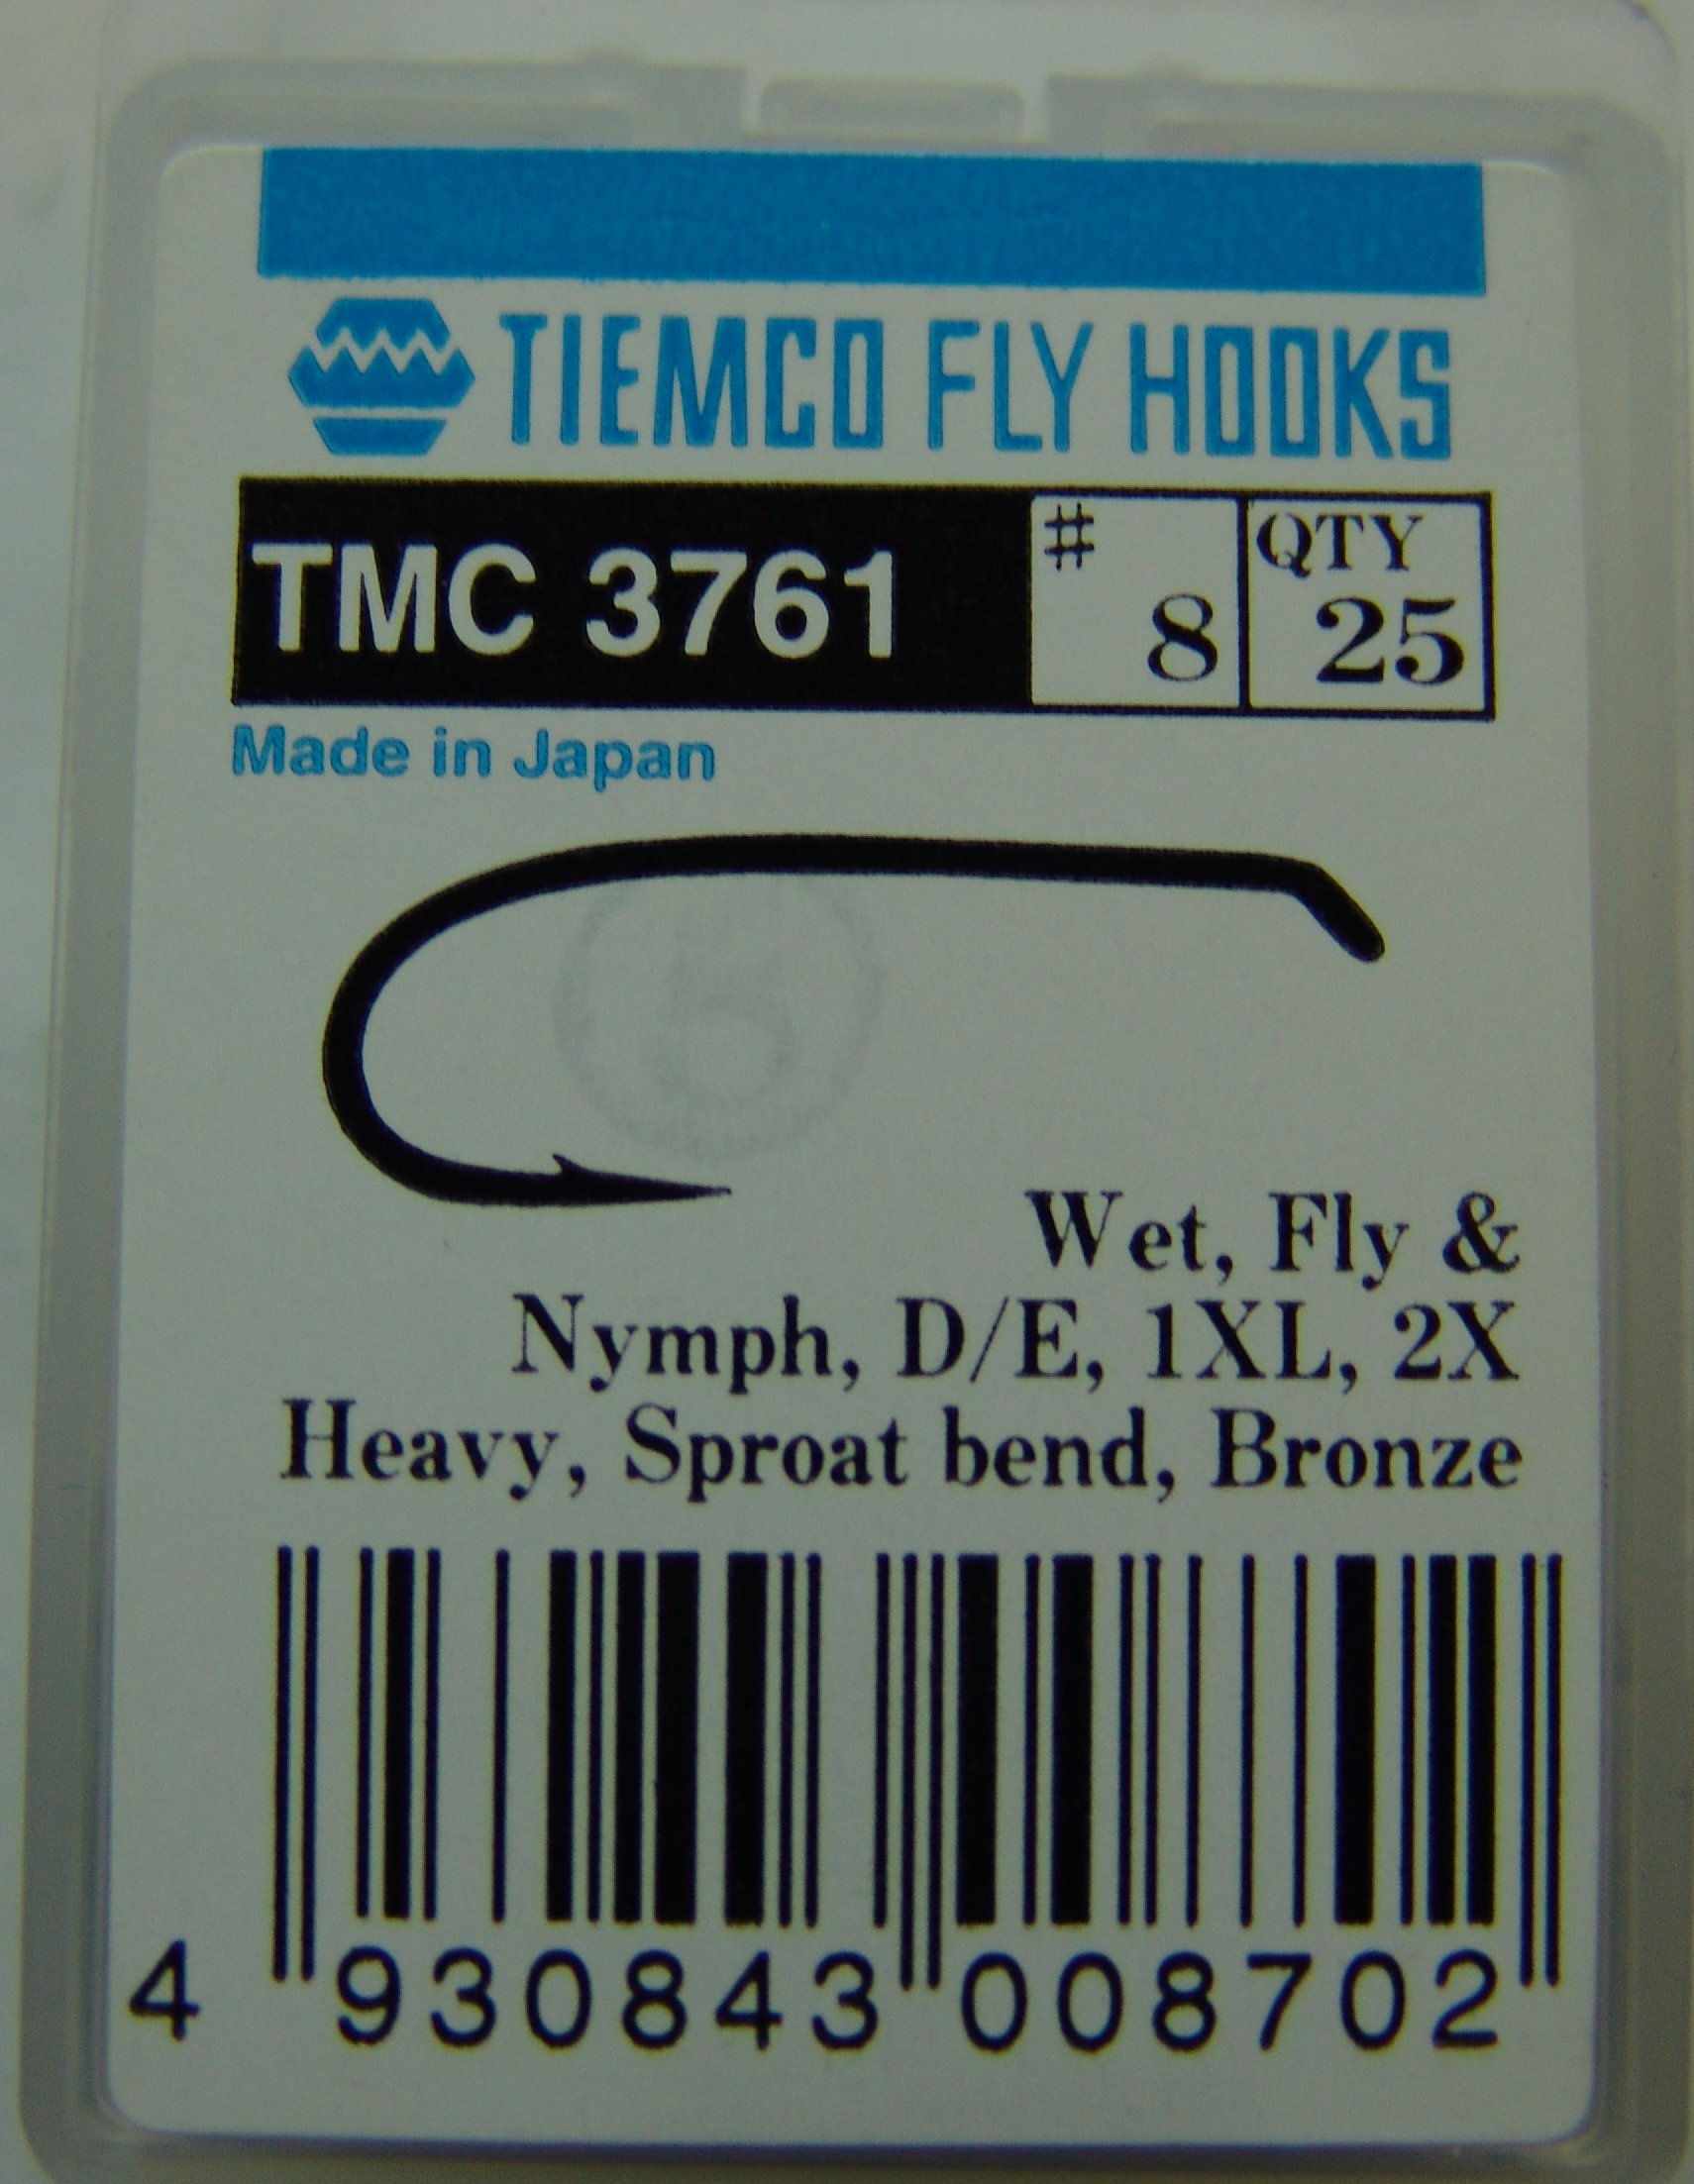 TIEMCO FLY HOOKS
TMC 3761 # 8 QTY 25
Made in Japan
Wet, Fly &
Nymph, D/E, 1XL, 2X
Heavy, Sproat bend, Bronze
4 930843 008702